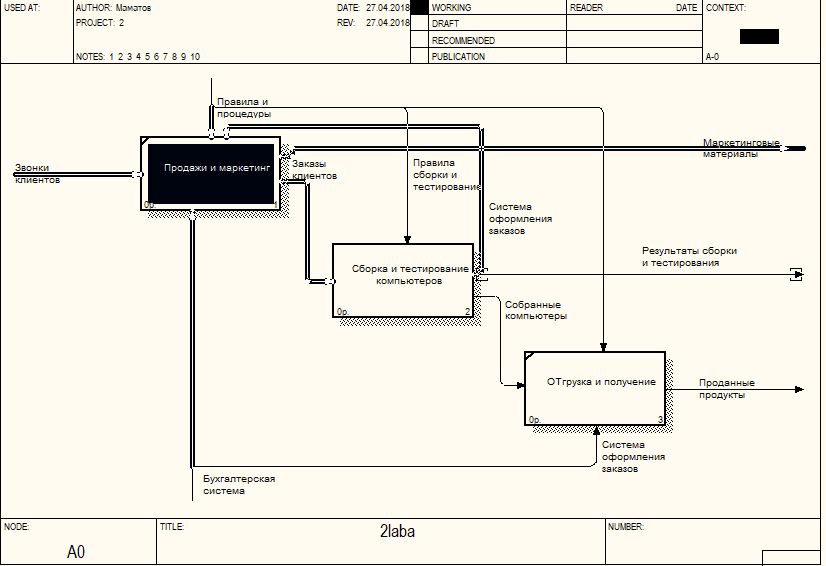 USED AT:
AUTHOR: Маматов
DATE: 27.04.2018
WORKING
READER
DATE
CONTEXT:
PROJECT: 2
REV: 27.04.2018
DRAFT
RECOMMENDED
NOTES: 1 2 3 4 5 6 7 8 9 10
PUBLICATION
A-0
Правила и
процедуры
Звонки
клиентов
Продажи и маркетинг
0р.
1
Заказы
клиентов
Маркетинговые
материалы
Правила
сборки и
тестирование
Система
оформления
заказов
Сборка и тестирование
компьютеров
0р.
2
Результаты сборки
и тестирования
Собранные
компьютеры
ОТгрузка и получение
0р.
3
Проданные
продукты
Система
оформления
заказов
Бухгалтерская
система
NODE:
A0
TITLE:
2laba
NUMBER: